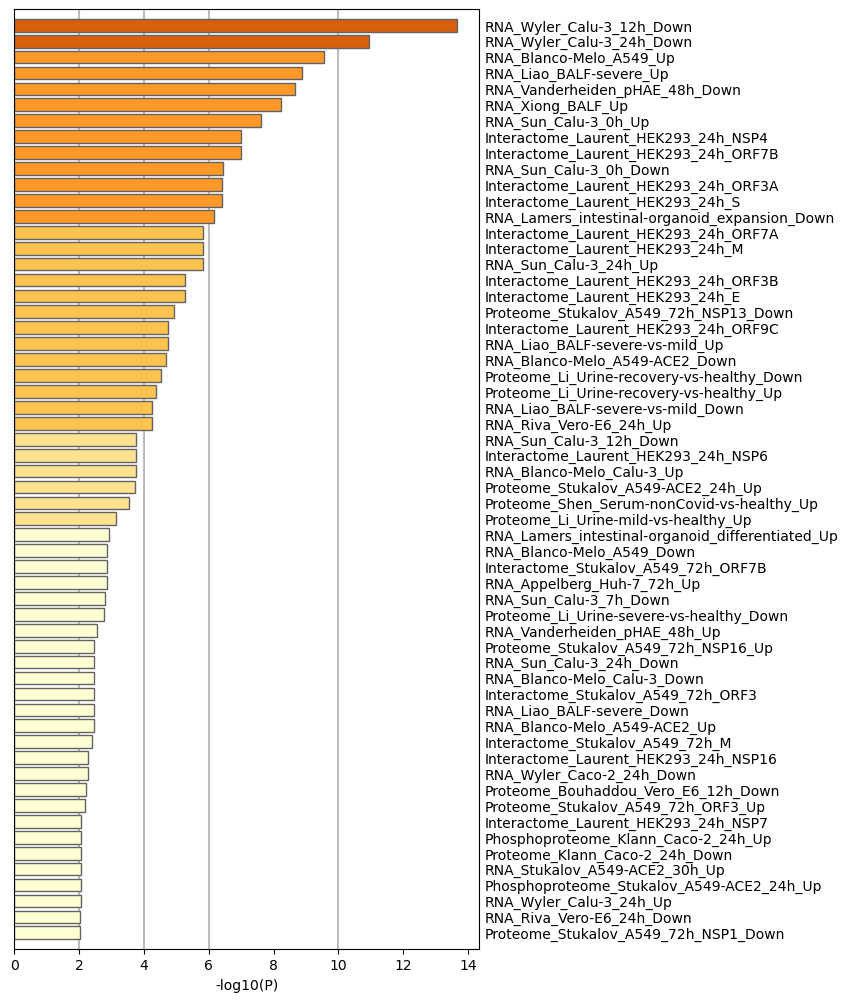 RNA_Wyler_Calu-3_12h_Down
RNA_Wyler_Calu-3_24h_Down
RNA_Blanco-Melo_A549_Up
RNA_Liao_BALF-severe_Up
RNA_Vanderheiden_pHAE_48h_Down
RNA_Xiong_BALF_Up
RNA_Sun_Calu-3_0h_Up
Interactome_Laurent_HEK293_24h_NSP4
Interactome_Laurent_HEK293_24h_ORF7B
RNA_Sun_Calu-3_0h_Down
Interactome_Laurent_HEK293_24h_ORF3A
Interactome_Laurent_HEK293_24h_S
RNA_Lamers_intestinal-organoid_expansion_Down
Interactome_Laurent_HEK293_24h_ORF7A
Interactome_Laurent_HEK293_24h_M
RNA_Sun_Calu-3_24h_Up
Interactome_Laurent_HEK293_24h_ORF3B
Interactome_Laurent_HEK293_24h_E
Proteome_Stukalov_A549_72h_NSP13_Down
Interactome_Laurent_HEK293_24h_ORF9C
RNA_Liao_BALF-severe-vs-mild_Up
RNA_Blanco-Melo_A549-ACE2_Down
Proteome_Li_Urine-recovery-vs-healthy_Down
Proteome_Li_Urine-recovery-vs-healthy_Up
RNA_Liao_BALF-severe-vs-mild_Down
RNA_Riva_Vero-E6_24h_Up
RNA_Sun_Calu-3_12h_Down
Interactome_Laurent_HEK293_24h_NSP6
RNA_Blanco-Melo_Calu-3_Up
Proteome_Stukalov_A549-ACE2_24h_Up
Proteome_Shen_Serum-nonCovid-vs-healthy_Up
Proteome_Li_Urine-mild-vs-healthy_Up
RNA_Lamers_intestinal-organoid_differentiated_Up
RNA_Blanco-Melo_A549_Down
Interactome_Stukalov_A549_72h_ORF7B
RNA_Appelberg_Huh-7_72h_Up
RNA_Sun_Calu-3_7h_Down
Proteome_Li_Urine-severe-vs-healthy_Down
RNA_Vanderheiden_pHAE_48h_Up
Proteome_Stukalov_A549_72h_NSP16_Up
RNA_Sun_Calu-3_24h_Down
RNA_Blanco-Melo_Calu-3_Down
Interactome_Stukalov_A549_72h_ORF3
RNA_Liao_BALF-severe_Down
RNA_Blanco-Melo_A549-ACE2_Up
Interactome_Stukalov_A549_72h_M
Interactome_Laurent_HEK293_24h_NSP16
RNA_Wyler_Caco-2_24h_Down
Proteome_Bouhaddou_Vero_E6_12h_Down
Proteome_Stukalov_A549_72h_ORF3_Up
Interactome_Laurent_HEK293_24h_NSP7
Phosphoproteome_Klann_Caco-2_24h_Up
Proteome_Klann_Caco-2_24h_Down
RNA_Stukalov_A549-ACE2_30h_Up
Phosphoproteome_Stukalov_A549-ACE2_24h_Up
RNA_Wyler_Calu-3_24h_Up
RNA_Riva_Vero-E6_24h_Down
Proteome_Stukalov_A549_72h_NSP1_Down
0 2 4 6 8 10 12 14
-log10(P)